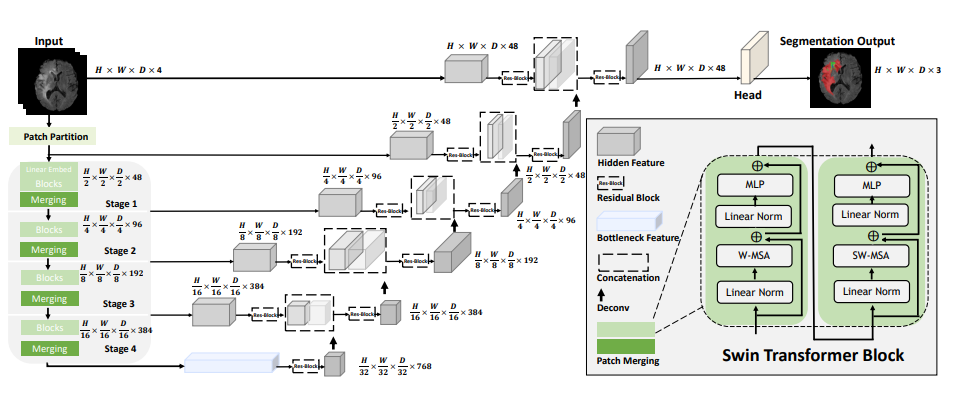 Input
H × W × D × 4
H × W × D × 48
Res-Block
Res-Block
H × W × D × 48
Head
Segmentation Output
H × W × D × 3
Patch Partition
H/2 × W/2 × D/2 × 48
Res-Block
Res-Block
H/2 × W/2 × D/2 × 48
Linear Embed
Blocks
H/2 × W/2 × D/2 × 48
Merging
Stage 1
H/4 × W/4 × D/4 × 96
Res-Block
Res-Block
H/4 × W/4 × D/4 × 96
Blocks
H/4 × W/4 × D/4 × 96
Merging
Stage 2
H/8 × W/8 × D/8 × 192
Res-Block
Res-Block
H/8 × W/8 × D/8 × 192
Blocks
H/8 × W/8 × D/8 × 192
Merging
Stage 3
H/16 × W/16 × D/16 × 384
Res-Block
Res-Block
H/16 × W/16 × D/16 × 384
Blocks
H/16 × W/16 × D/16 × 384
Merging
Stage 4
Res-Block
H/32 × W/32 × D/32 × 768
Hidden Feature
Res-Block
Residual Block
Bottleneck Feature
Concatenation
Deconv
Patch Merging
MLP
Linear Norm
W-MSA
Linear Norm
MLP
Linear Norm
SW-MSA
Linear Norm
Swin Transformer Block